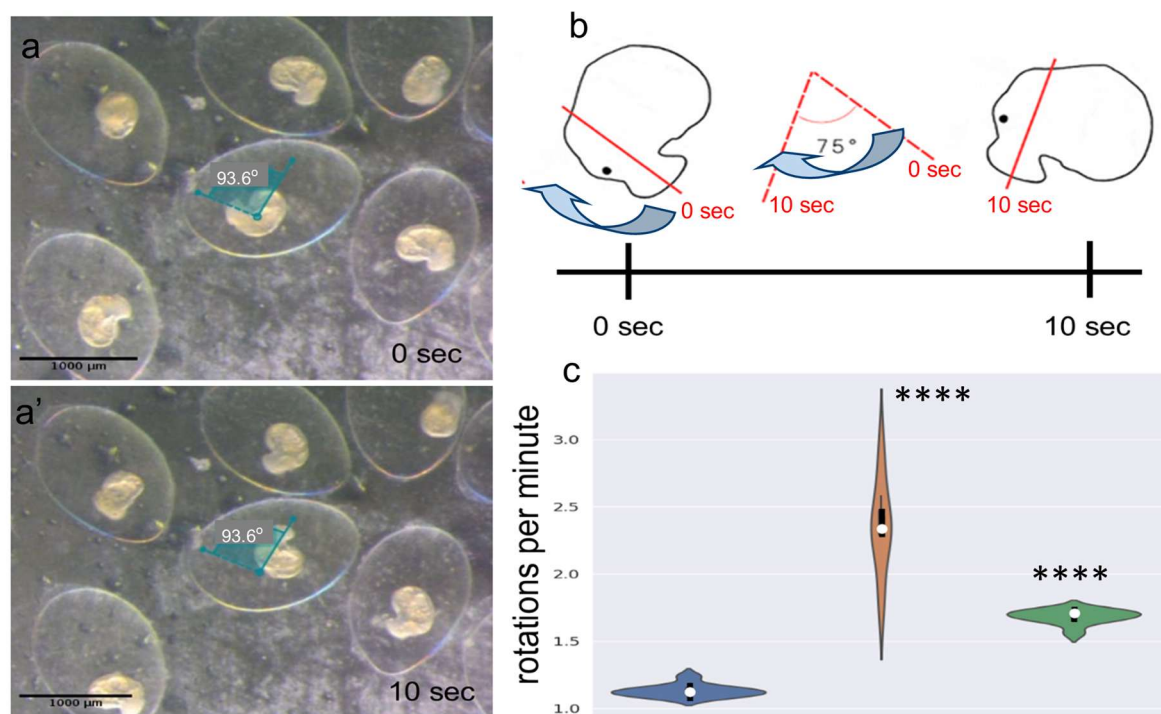 a
93.6°
1000 µm
0 sec
a'
93.6°
1000 µm
10 sec
b
75°
0 sec
10 sec
0 sec
10 sec
0 sec
10 sec
c
rotations per minute
3.0
2.5
2.0
1.5
1.0
****
****